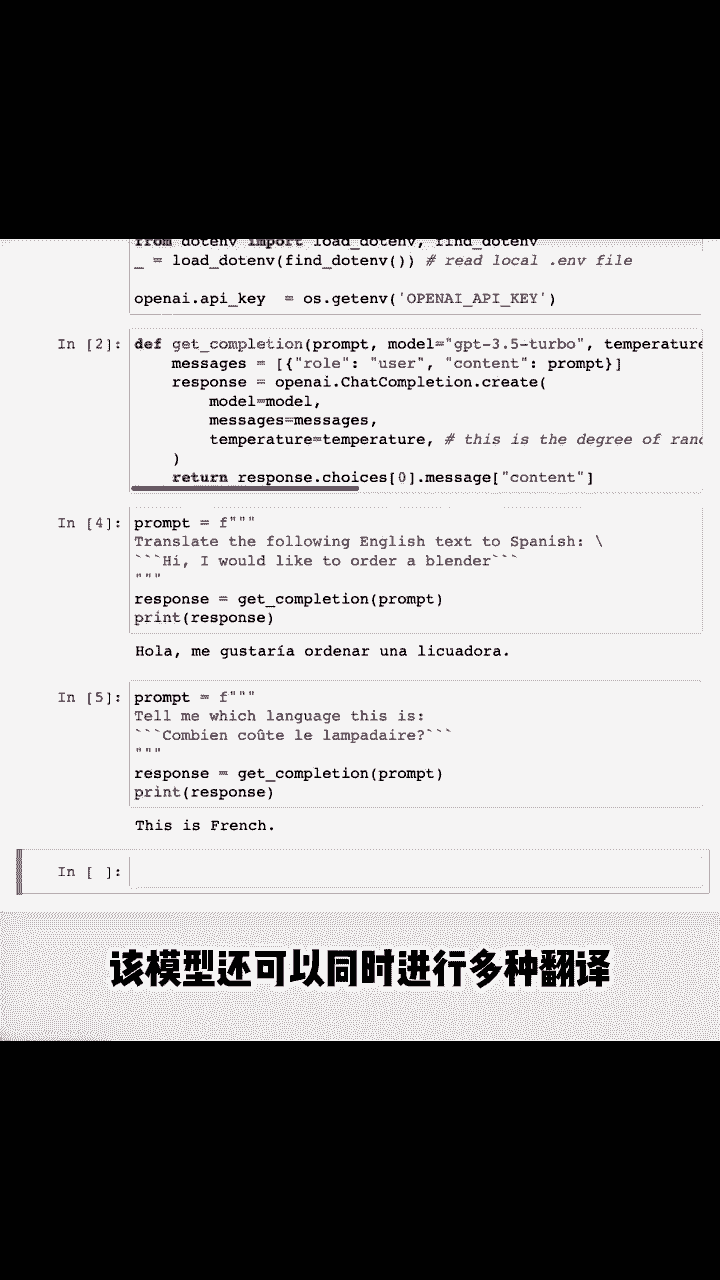 from dotenv import load_dotenv, find_dotenv
_ = load_dotenv(find_dotenv()) # read local .env file
openai.api_key  = os.getenv('OPENAI_API_KEY')
In [2]: def get_completion(prompt, model="gpt-3.5-turbo", temperature
messages = [{"role": "user", "content": prompt}]
response = openai.ChatCompletion.create(
model=model,
messages=messages,
temperature=temperature, # this is the degree of
)
return response.choices[0].message["content"]
In [4]: prompt = f"""
Translate the following English text to Spanish: \
```Hi, I would like to order a blender```
"""
response = get_completion(prompt)
print(response)
Hola, me gustaría ordenar una licuadora.
In [5]: prompt = f"""
Tell me which language this is:
```Combien coûte le lampadaire?```
"""
response = get_completion(prompt)
print(response)
This is French.
In [ ]:
该模型还可以同时进行多种翻译